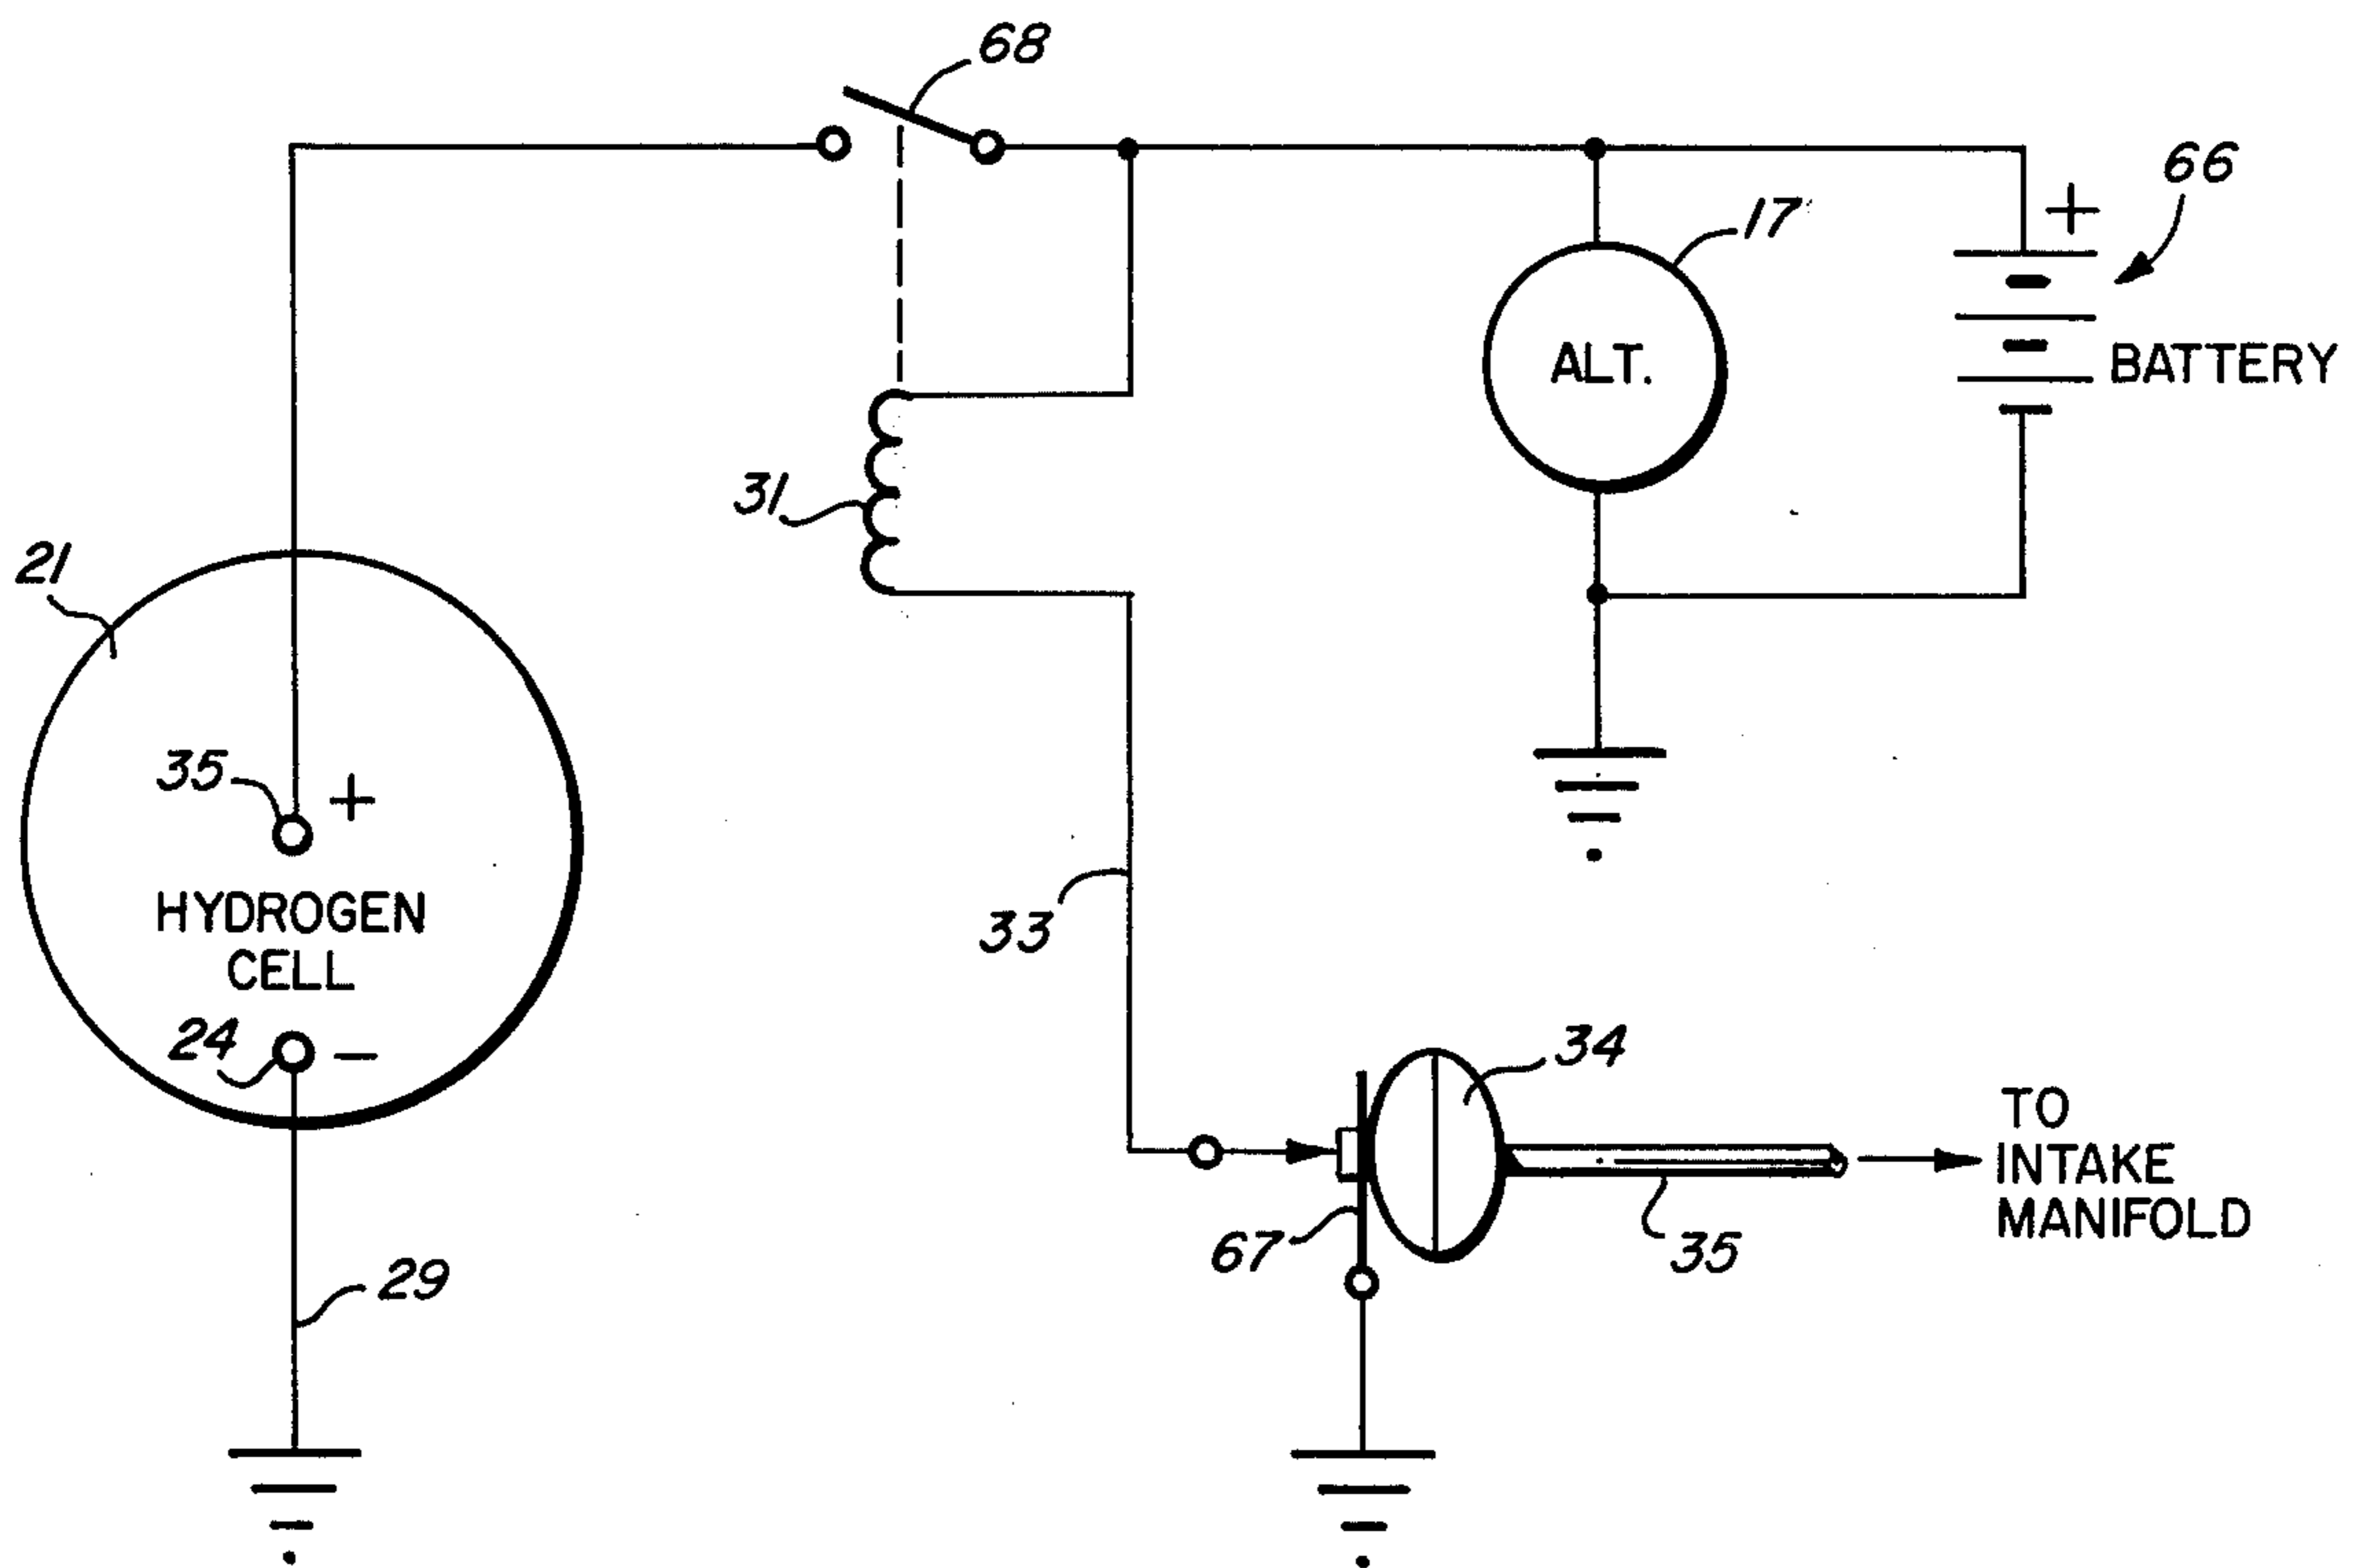 68
66
+
17
ALT.
BATTERY
31
21
35
+
HYDROGEN
CELL
24
−
33
34
TO
INTAKE
MANIFOLD
67
35
29